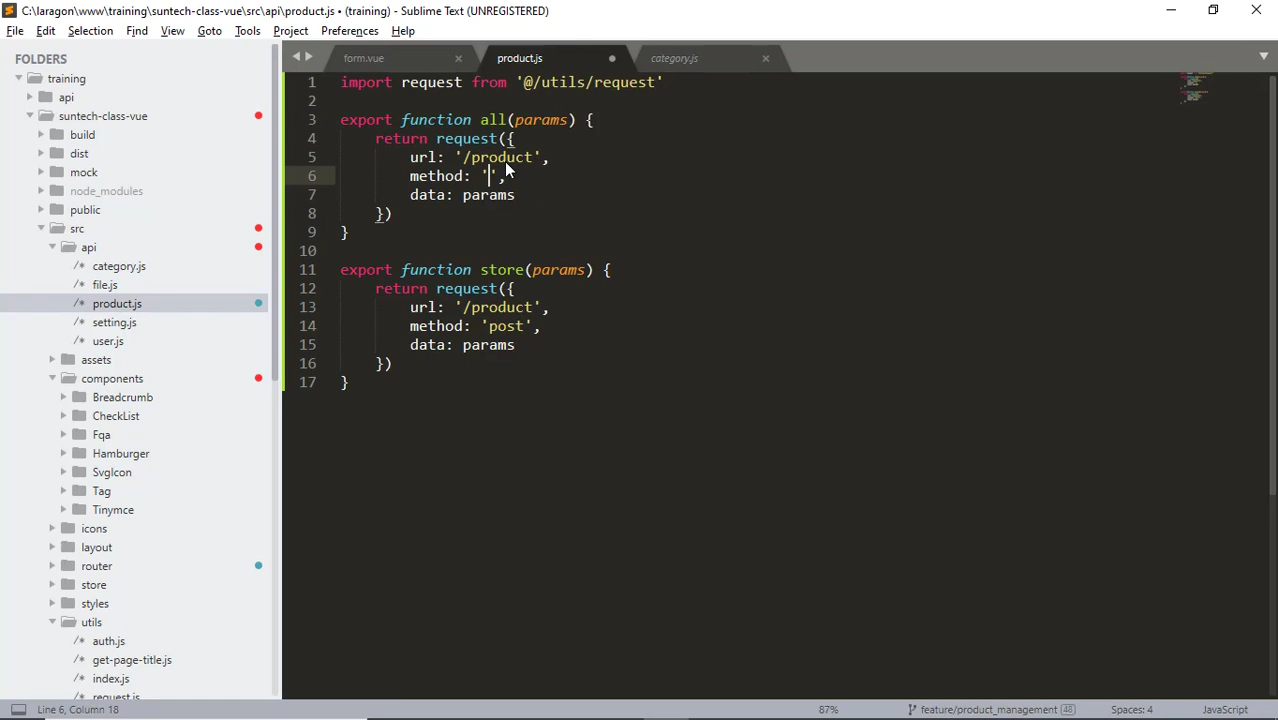 C:\laragon\www\training\suntech-class-vue\src\api\product.js • (training) - Sublime Text (UNREGISTERED)
File Edit Selection Find View Goto Tools Project Preferences Help
FOLDERS
training
api
suntech-class-vue
build
dist
mock
node_modules
public
src
api
category.js
file.js
product.js
setting.js
user.js
assets
components
Breadcrumb
CheckList
Fqa
Hamburger
SvgIcon
Tag
Tinymce
icons
layout
router
store
styles
utils
auth.js
get-page-title.js
index.js
request.js
form.vue product.js category.js
1 import request from '@/utils/request'
2
3 export function all(params) {
4 return request({
5 url: '/product',
6 method: '',
7 data: params
8 })
9 }
10
11 export function store(params) {
12 return request({
13 url: '/product',
14 method: 'post',
15 data: params
16 })
17 }
Line 6, Column 18 87% feature/product_management 48 Spaces: 4 JavaScript